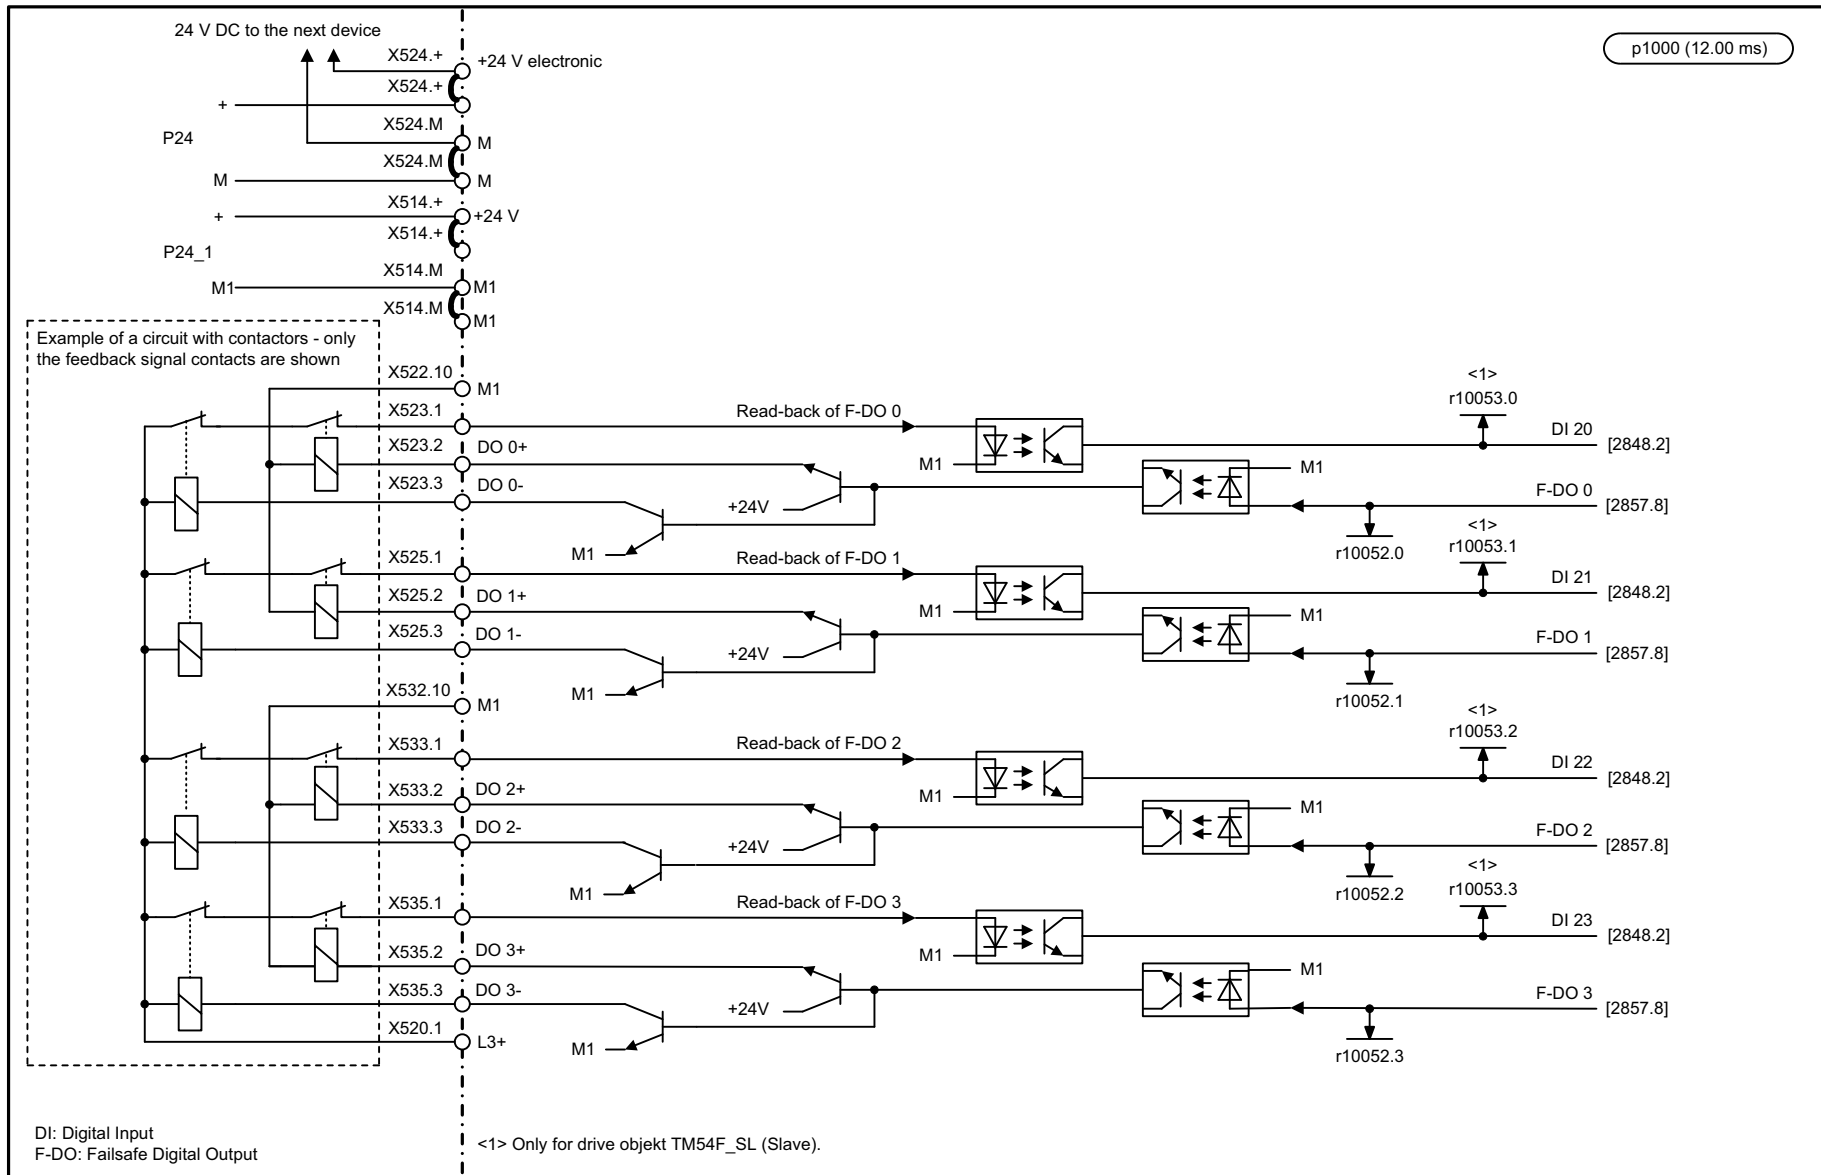 24 V DC to the next device
p1000 (12.00 ms)
X524.+
+24 V electronic
X524.+
+
X524.M
P24
M
X524.M
M
M
X514.+
+
+24 V
X514.+
P24_1
X514.M
M1
M1
X514.M
M1
Example of a circuit with contactors - only
the feedback signal contacts are shown
X522.10
M1
<1>
r10053.0
X523.1
Read-back of F-DO 0
DI 20
[2848.2]
X523.2
DO 0+
M1
M1
X523.3
DO 0-
+24V
F-DO 0
[2857.8]
M1
r10052.0
<1>
r10053.1
X525.1
Read-back of F-DO 1
DI 21
[2848.2]
X525.2
DO 1+
M1
M1
X525.3
DO 1-
+24V
F-DO 1
[2857.8]
M1
r10052.1
X532.10
M1
<1>
r10053.2
X533.1
Read-back of F-DO 2
DI 22
[2848.2]
X533.2
DO 2+
M1
M1
X533.3
DO 2-
+24V
F-DO 2
[2857.8]
M1
r10052.2
<1>
r10053.3
X535.1
Read-back of F-DO 3
DI 23
[2848.2]
X535.2
DO 3+
M1
M1
X535.3
DO 3-
+24V
F-DO 3
[2857.8]
X520.1
L3+
M1
r10052.3
DI: Digital Input
F-DO: Failsafe Digital Output
<1> Only for drive objekt TM54F_SL (Slave).